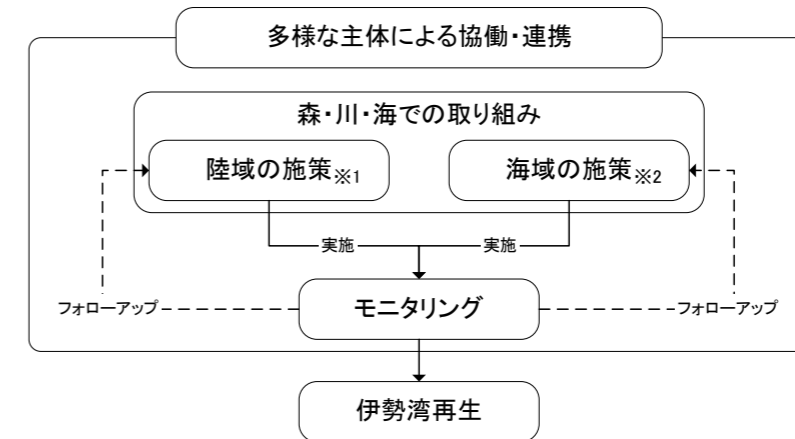 多様な主体による協働・連携
森・川・海での取り組み
陸域の施策※1
海域の施策※2
実施
実施
フォローアップ
モニタリング
フォローアップ
伊勢湾再生